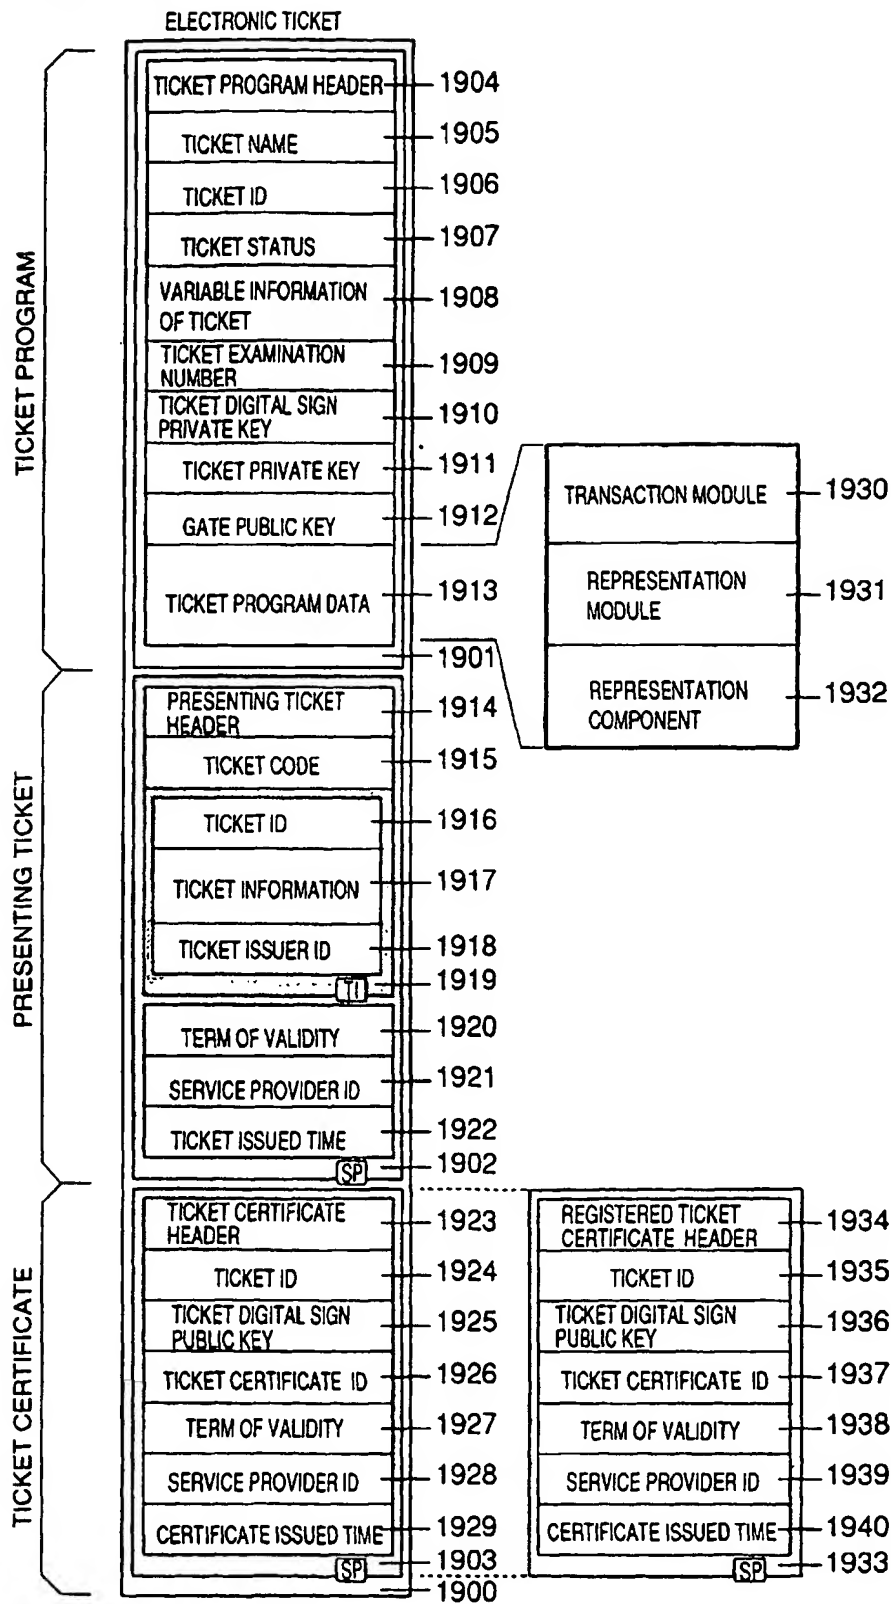 ELECTRONIC TICKET
TICKET PROGRAM
TICKET PROGRAM HEADER 1904
TICKET NAME 1905
TICKET ID 1906
TICKET STATUS 1907
VARIABLE INFORMATION
OF TICKET 1908
TICKET EXAMINATION
NUMBER 1909
TICKET DIGITAL SIGN
PRIVATE KEY 1910
TICKET PRIVATE KEY 1911
GATE PUBLIC KEY 1912
TICKET PROGRAM DATA 1913
1901
TRANSACTION MODULE 1930
REPRESENTATION
MODULE 1931
REPRESENTATION
COMPONENT 1932
PRESENTING TICKET
PRESENTING TICKET
HEADER 1914
TICKET CODE 1915
TICKET ID 1916
TICKET INFORMATION 1917
TICKET ISSUER ID 1918
TI 1919
TERM OF VALIDITY 1920
SERVICE PROVIDER ID 1921
TICKET ISSUED TIME 1922
SP 1902
TICKET CERTIFICATE
TICKET CERTIFICATE
HEADER 1923
TICKET ID 1924
TICKET DIGITAL SIGN
PUBLIC KEY 1925
TICKET CERTIFICATE ID 1926
TERM OF VALIDITY 1927
SERVICE PROVIDER ID 1928
CERTIFICATE ISSUED TIME 1929
SP 1903
1900
REGISTERED TICKET
CERTIFICATE HEADER 1934
TICKET ID 1935
TICKET DIGITAL SIGN
PUBLIC KEY 1936
TICKET CERTIFICATE ID 1937
TERM OF VALIDITY 1938
SERVICE PROVIDER ID 1939
CERTIFICATE ISSUED TIME 1940
SP 1933